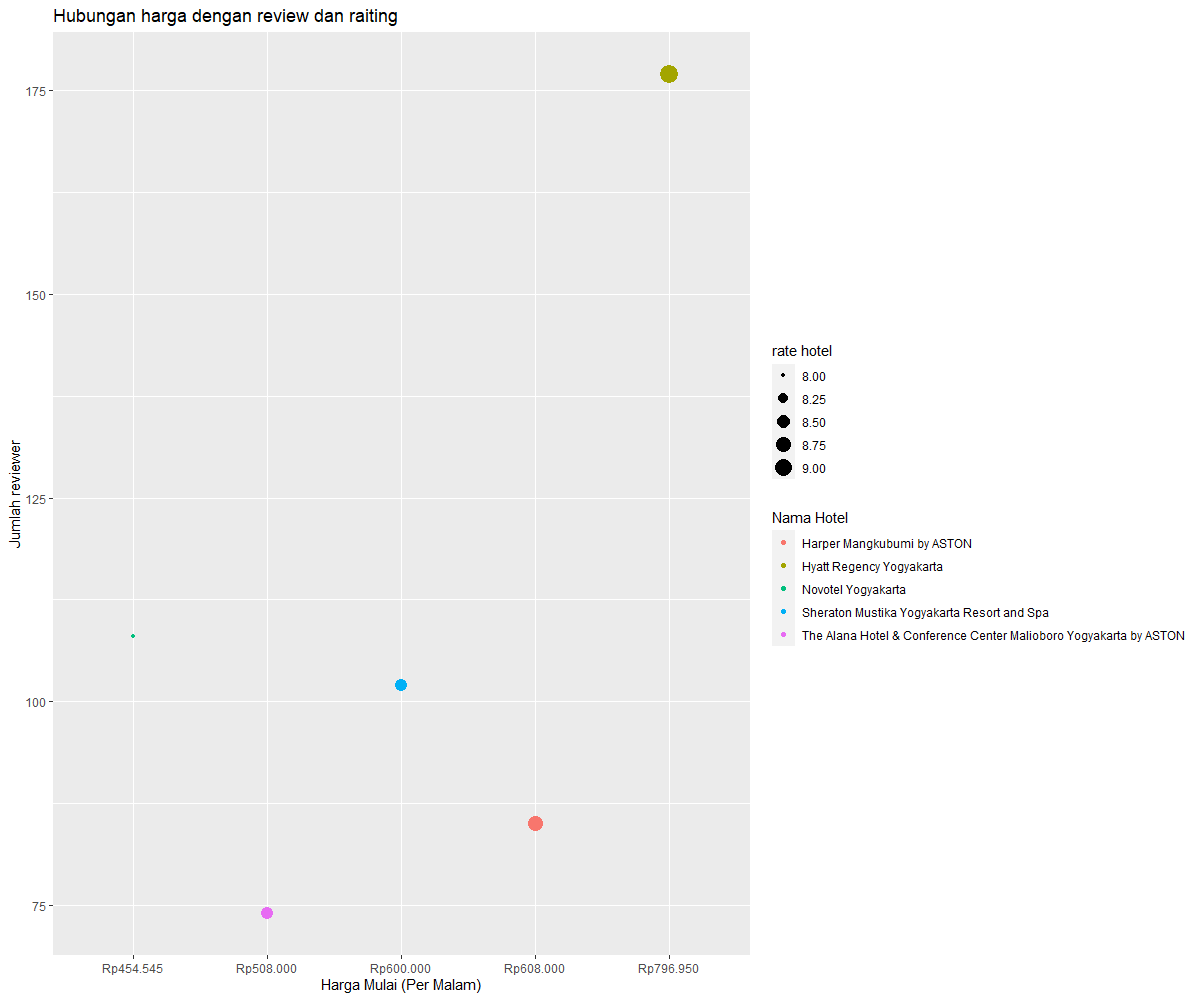 Hubungan harga dengan review dan raiting
175
150
125
100
75
Jumlah reviewer
Rp454.545 Rp508.000 Rp600.000 Rp608.000 Rp796.950
Harga Mulai (Per Malam)
rate hotel
8.00
8.25
8.50
8.75
9.00
Nama Hotel
Harper Mangkubumi by ASTON
Hyatt Regency Yogyakarta
Novotel Yogyakarta
Sheraton Mustika Yogyakarta Resort and Spa
The Alana Hotel & Conference Center Malioboro Yogyakarta by ASTON